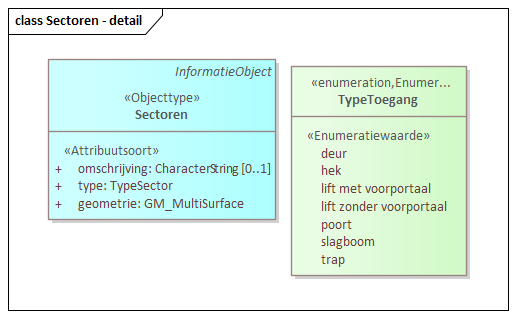 class Sectoren - detail
InformatieObject
«Objecttype»
Sectoren
«Attribuutsoort»
+ omschrijving: CharacterString [0..1]
+ type: TypeSector
+ geometrie: GM_MultiSurface
«enumeration,Enumer...
TypeToegang
«Enumeratiewaarde»
deur
hek
lift met voorportaal
lift zonder voorportaal
poort
slagboom
trap